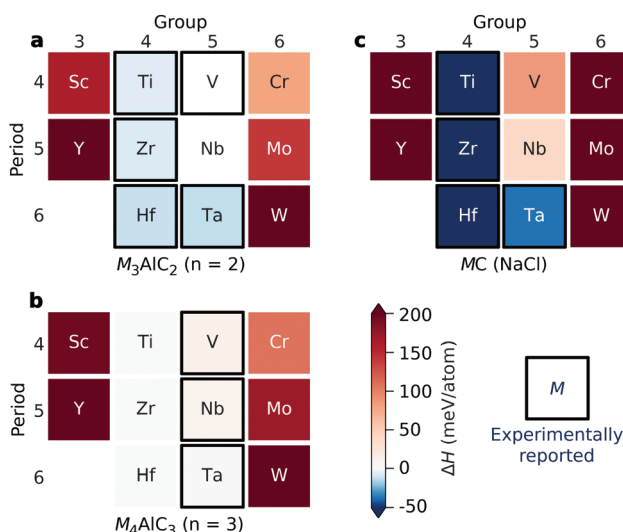 Group
a 3 4 5 6
4 Sc Ti V Cr
Period
5 Y Zr Nb Mo
6 Hf Ta W
M₃AlC₂ (n = 2)
c 3 4 5 6
Sc Ti V Cr
Y Zr Nb Mo
Hf Ta W
MC (NaCl)
b
4 Sc Ti V Cr
Period
5 Y Zr Nb Mo
6 Hf Ta W
M₄AlC₃ (n = 3)
200
150
100
50
0
-50
ΔH (meV/atom)
M
Experimentally
reported